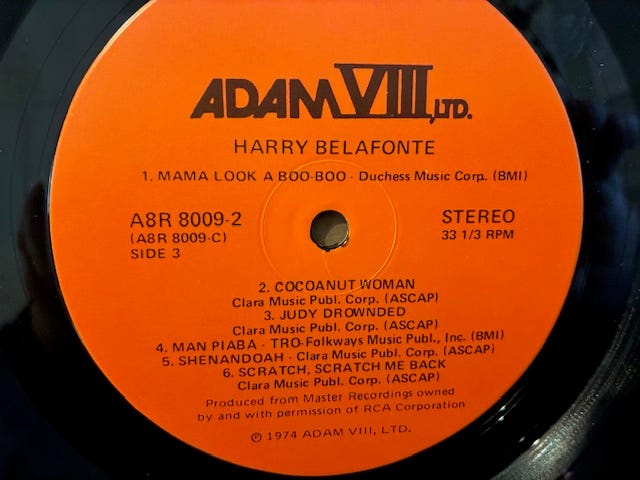 ADAM VIII, LTD.
HARRY BELAFONTE
1. MAMA LOOK A BOO-BOO - Duchess Music Corp. (BMI)
A8R 8009-2
(A8R 8009-C)
SIDE 3
STEREO
33 1/3 RPM
2. COCOANUT WOMAN
Clara Music Publ. Corp. (ASCAP)
3. JUDY DROWNDED
Clara Music Publ. Corp. (ASCAP)
4. MAN PIABA - TRO-Folkways Music Publ., Inc. (BMI)
5. SHENANDOAH - Clara Music Publ. Corp. (ASCAP)
6. SCRATCH, SCRATCH ME BACK
Clara Music Publ. Corp. (ASCAP)
Produced from Master Recordings owned
by and with permission of RCA Corporation
℗ 1974 ADAM VIII, LTD.